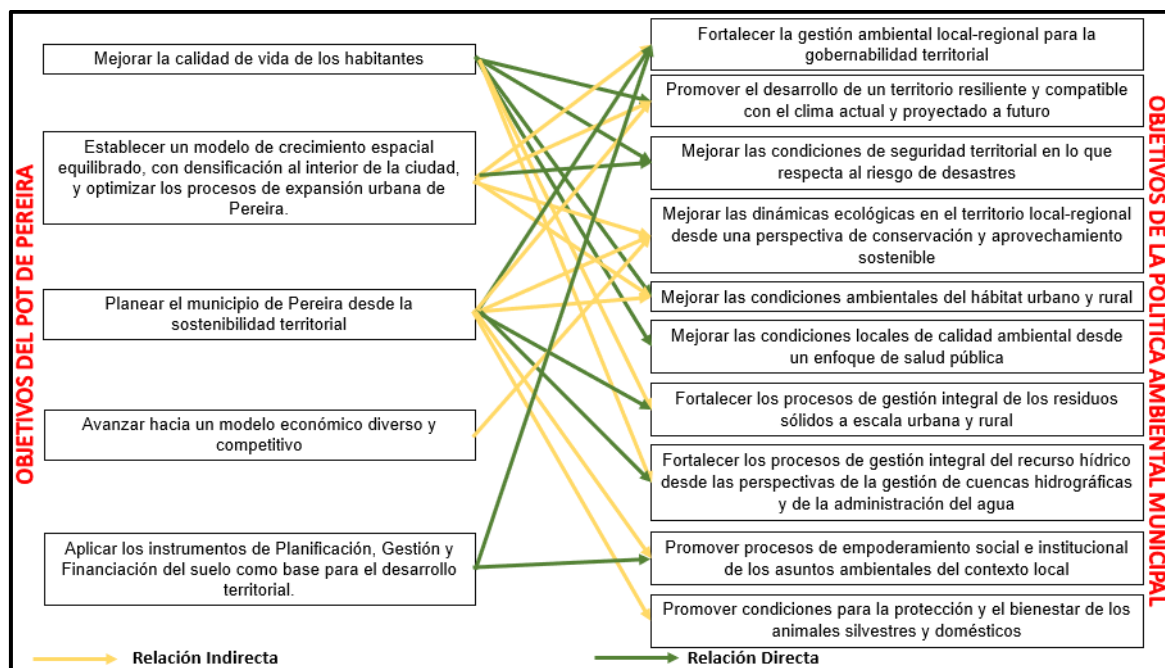 OBJETIVOS DEL POT DE PEREIRA
Mejorar la calidad de vida de los habitantes
Establecer un modelo de crecimiento espacial
equilibrado, con densificación al interior de la ciudad,
y optimizar los procesos de expansión urbana de
Pereira.
Planear el municipio de Pereira desde la
sostenibilidad territorial
Avanzar hacia un modelo económico diverso y
competitivo
Aplicar los instrumentos de Planificación, Gestión y
Financiación del suelo como base para el desarrollo
territorial.
Fortalecer la gestión ambiental local-regional para la
gobernabilidad territorial
Promover el desarrollo de un territorio resiliente y compatible
con el clima actual y proyectado a futuro
Mejorar las condiciones de seguridad territorial en lo que
respecta al riesgo de desastres
Mejorar las dinámicas ecológicas en el territorio local-regional
desde una perspectiva de conservación y aprovechamiento
sostenible
Mejorar las condiciones ambientales del hábitat urbano y rural
Mejorar las condiciones locales de calidad ambiental desde
un enfoque de salud pública
Fortalecer los procesos de gestión integral de los residuos
sólidos a escala urbana y rural
Fortalecer los procesos de gestión integral del recurso hídrico
desde las perspectivas de la gestión de cuencas hidrográficas
y de la administración del agua
Promover procesos de empoderamiento social e institucional
de los asuntos ambientales del contexto local
Promover condiciones para la protección y el bienestar de los
animales silvestres y domésticos
OBJETIVOS DE LA POLITICA AMBIENTAL MUNICIPAL
Relación Indirecta
Relación Directa